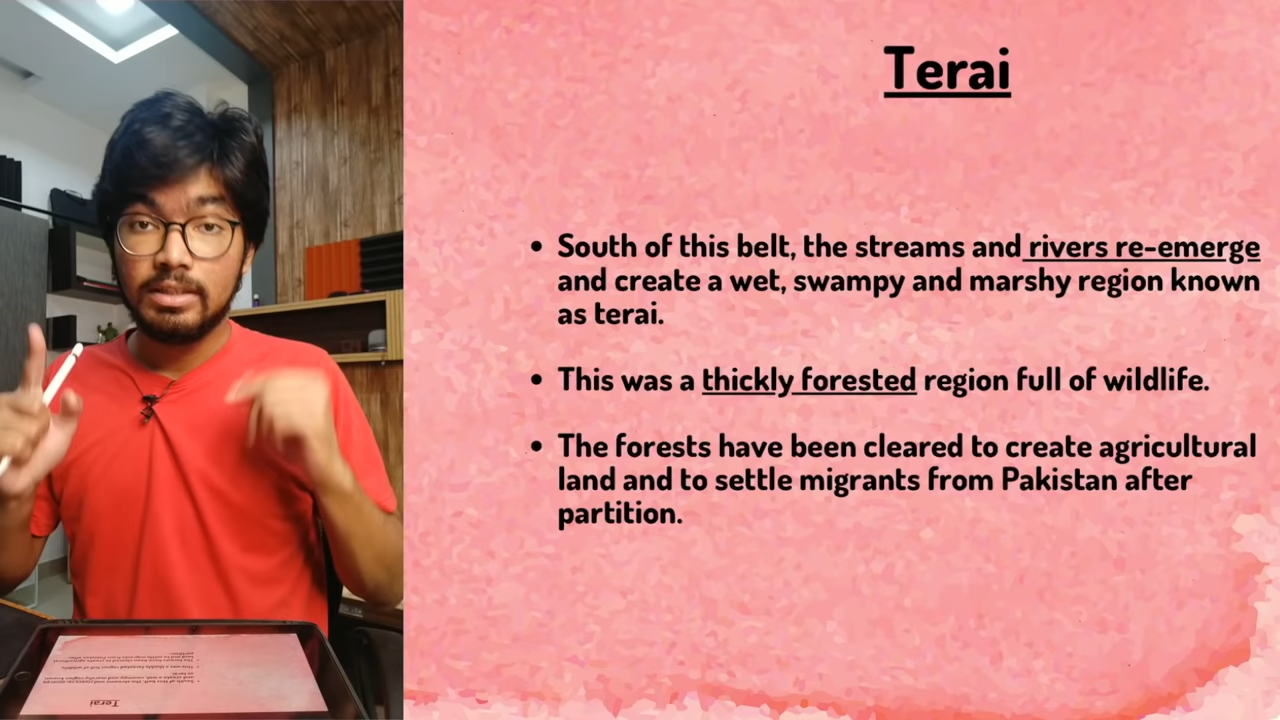 Terai
South of this belt, the streams and rivers re-emerge
and create a wet, swampy and marshy region known
as terai.
This was a thickly forested region full of wildlife.
The forests have been cleared to create agricultural
land and to settle migrants from Pakistan after
partition.